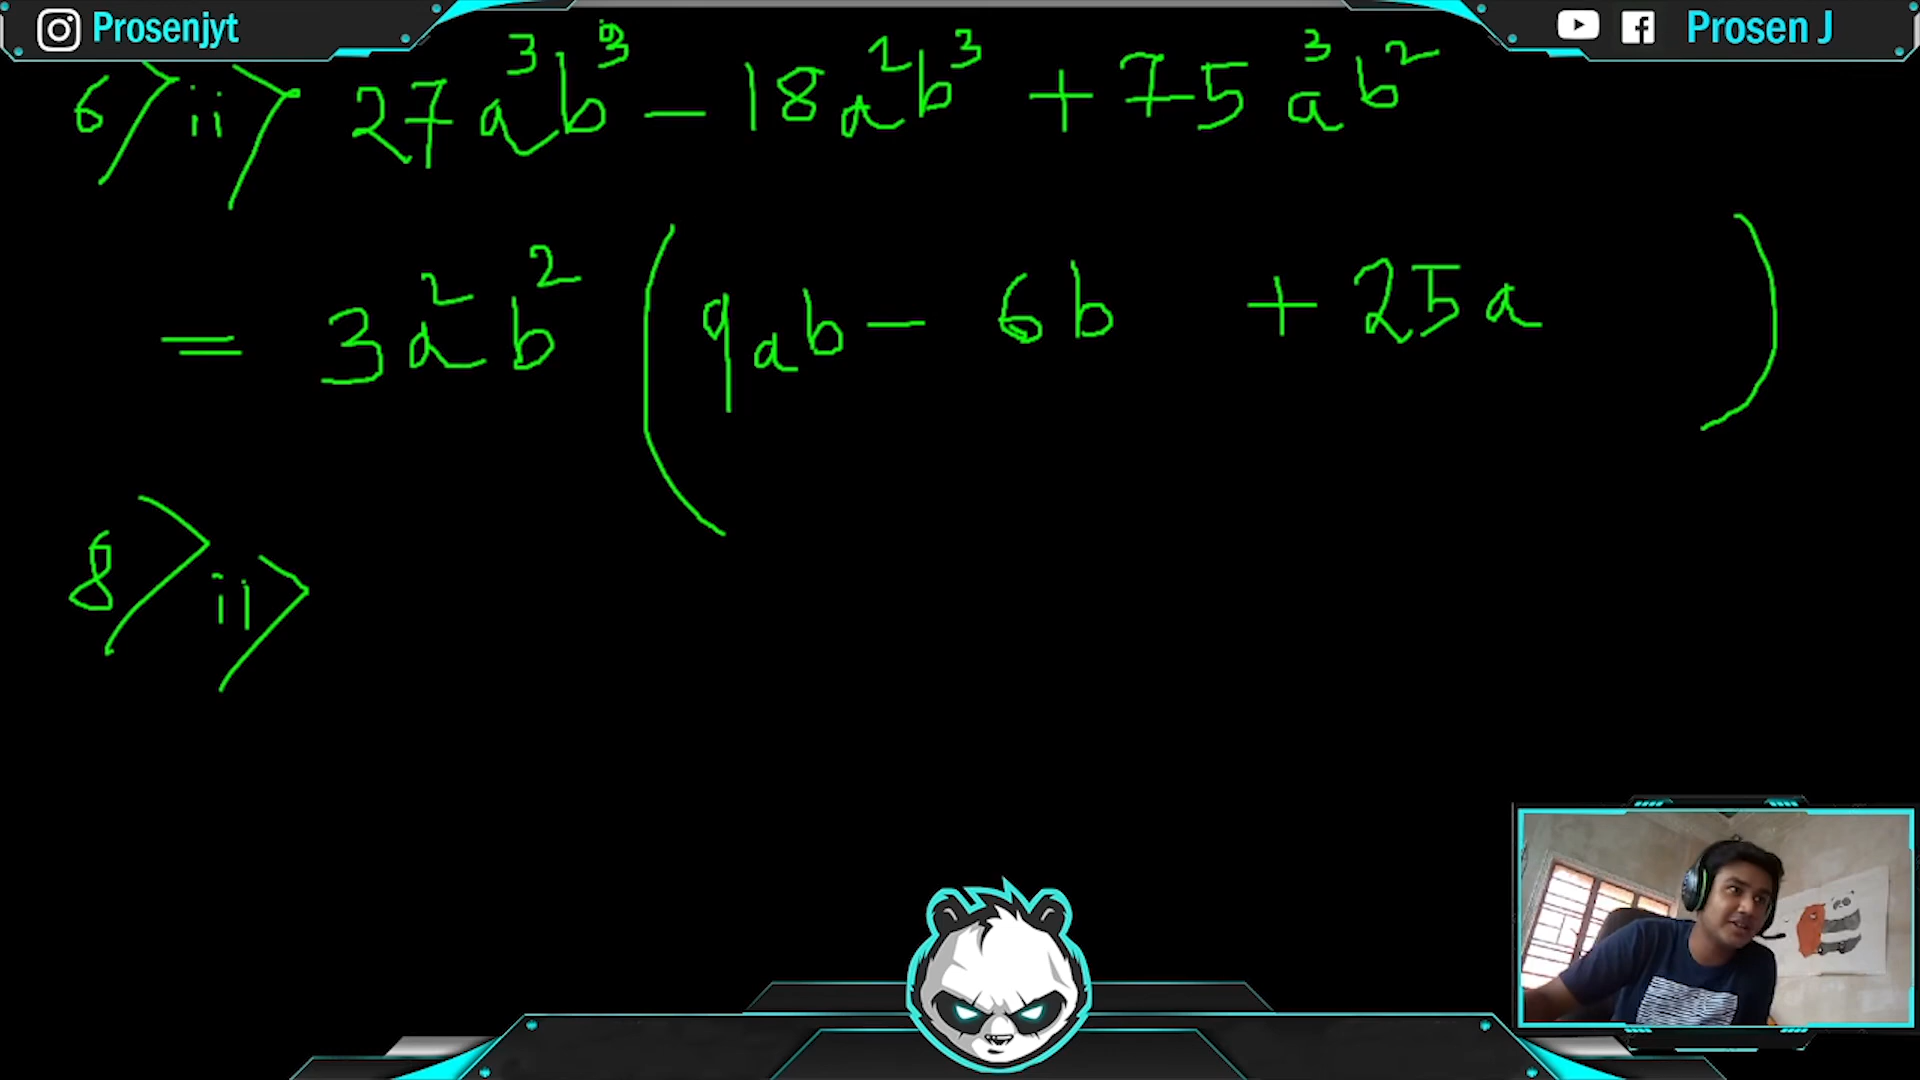 Prosenjyt
Prosen J
6> ii> 27a³b³ − 18a²b³ + 75a³b²
= 3a²b² (9ab − 6b + 25a)
8> ii>